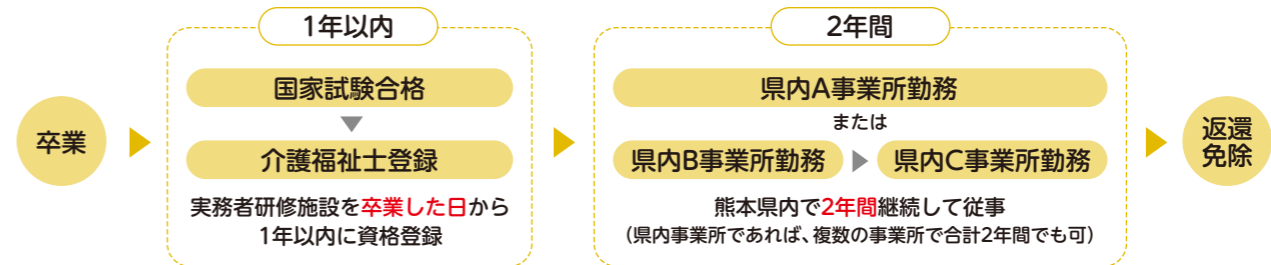 卒業
1年以内
国家試験合格
介護福祉士登録
実務者研修施設を卒業した日から
1年以内に資格登録
2年間
県内A事業所勤務
または
県内B事業所勤務
県内C事業所勤務
熊本県内で2年間継続して従事
（県内事業所であれば、複数の事業所で合計2年間でも可）
返還
免除